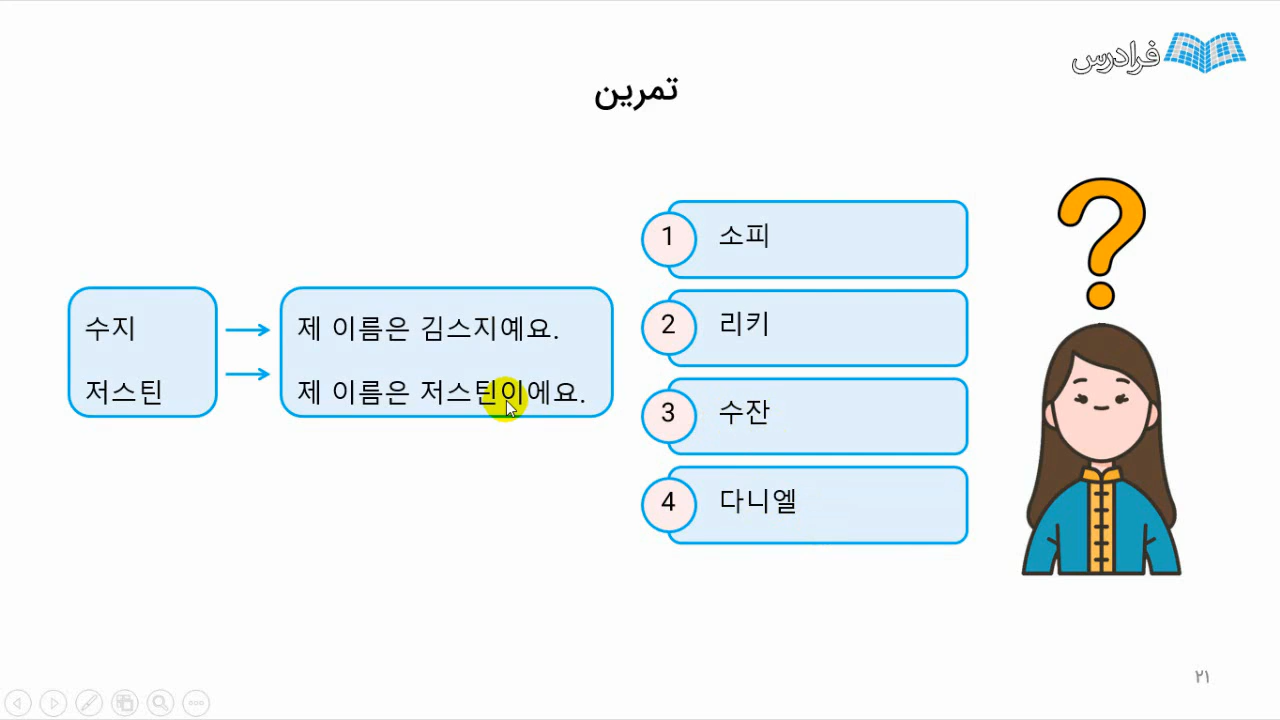 فرادرس
تمرین
수지
저스틴
제 이름은 김스지예요.
제 이름은 저스틴이에요.
1 소피
2 리키
3 수잔
4 다니엘
۲۱